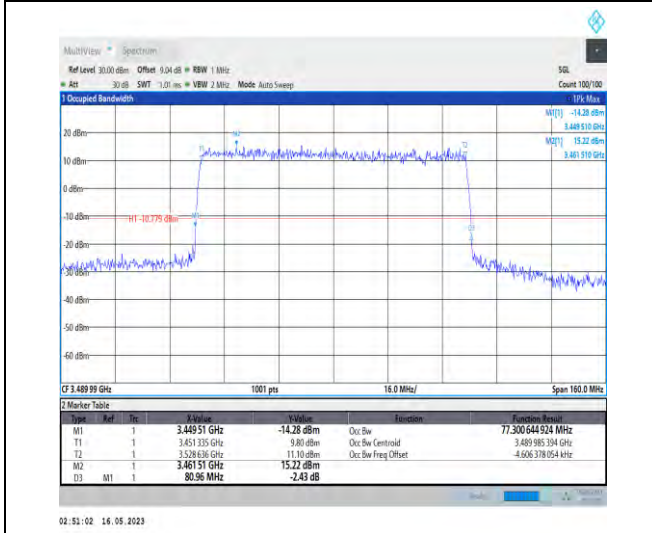 MultiView Spectrum
Ref Level 30.00 dBm Offset 9.04 dB RBW 1 MHz SGL
Att 30 dB SWT 1.01 ms VBW 2 MHz Mode Auto Sweep Count 100/100
1 Occupied Bandwidth 1Pk Max
M1[1] -14.28 dBm
3.449 510 GHz
20 dBm M2[1] 15.22 dBm
3.461 510 GHz
M2
T1
10 dBm
0 dBm
-10 dBm H1 -10.779 dBm M1
-20 dBm
-30 dBm
-40 dBm
-50 dBm
-60 dBm
CF 3.489 99 GHz 1001 pts 16.0 MHz/ Span 160.0 MHz
2 Marker Table
Type Ref Trc X-Value Y-Value Function Function Result
M1 1 3.449 51 GHz -14.28 dBm Occ Bw 77.300 644 924 MHz
T1 1 3.451 335 GHz 9.80 dBm Occ Bw Centroid 3.489 985 394 GHz
T2 1 3.528 636 GHz 11.10 dBm Occ Bw Freq Offset -4.606 378 054 kHz
M2 1 3.461 51 GHz 15.22 dBm
D3 M1 1 80.96 MHz -2.43 dB
02:51:02 16.05.2023